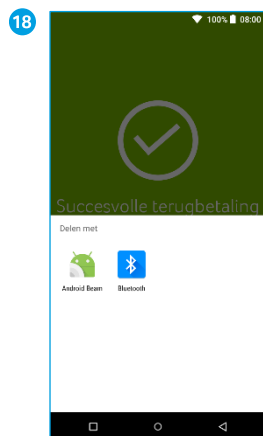 18
100% 08:00
Succesvolle terugbetaling
Delen met
Android Beam Bluetooth